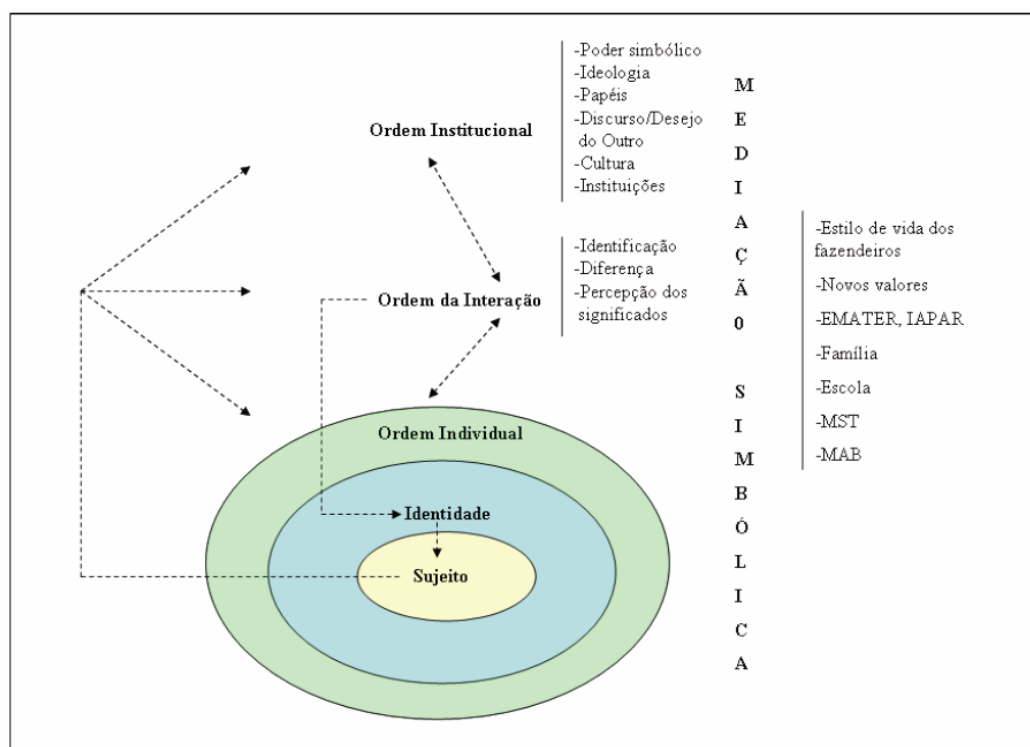 -Poder simbólico
-Ideologia
-Papéis
-Discurso/Desejo
do Outro
-Cultura
-Instituições
Ordem Institucional
-Identificação
-Diferença
-Percepção dos
significados
Ordem da Interação
Ordem Individual
Identidade
Sujeito
M
E
D
I
A
Ç
Ã
0
S
I
M
B
Ó
L
I
C
A
-Estilo de vida dos
fazendeiros
-Novos valores
-EMATER, IAPAR
-Família
-Escola
-MST
-MAB